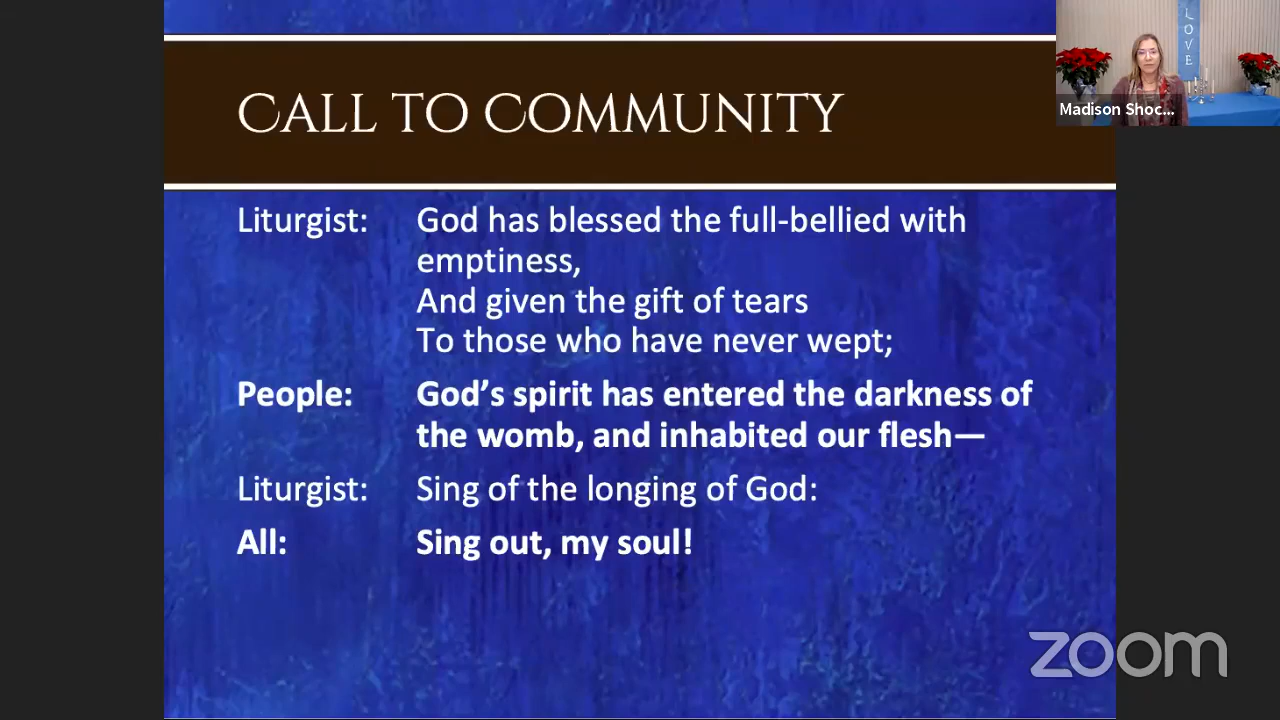 CALL TO COMMUNITY
LOVE
Madison Shoc...
Liturgist: God has blessed the full-bellied with
emptiness,
And given the gift of tears
To those who have never wept;
People: God’s spirit has entered the darkness of
the womb, and inhabited our flesh—
Liturgist: Sing of the longing of God:
All: Sing out, my soul!
zoom